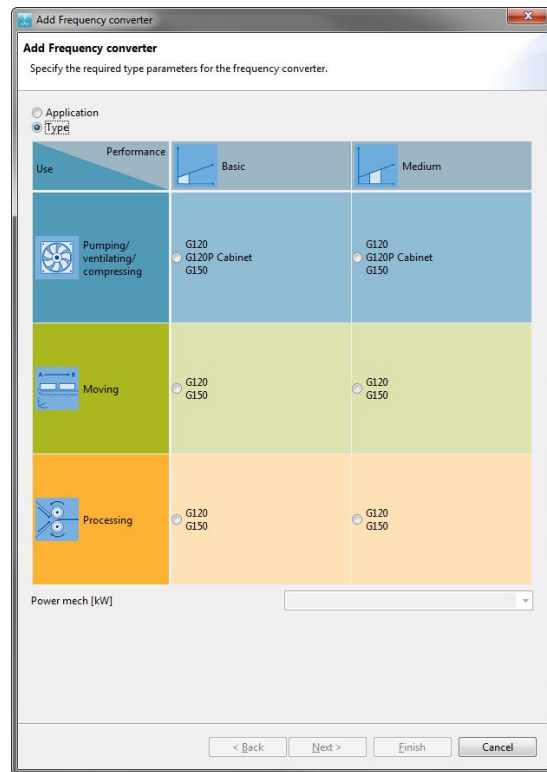 Add Frequency converter
Add Frequency converter
Specify the required type parameters for the frequency converter.
Application
Type
Performance
Use
Basic
Medium
Pumping/
ventilating/
compressing
G120
G120P Cabinet
G150
G120
G120P Cabinet
G150
A B
Moving
G120
G150
G120
G150
Processing
G120
G150
G120
G150
Power mech [kW]
< Back
Next >
Finish
Cancel